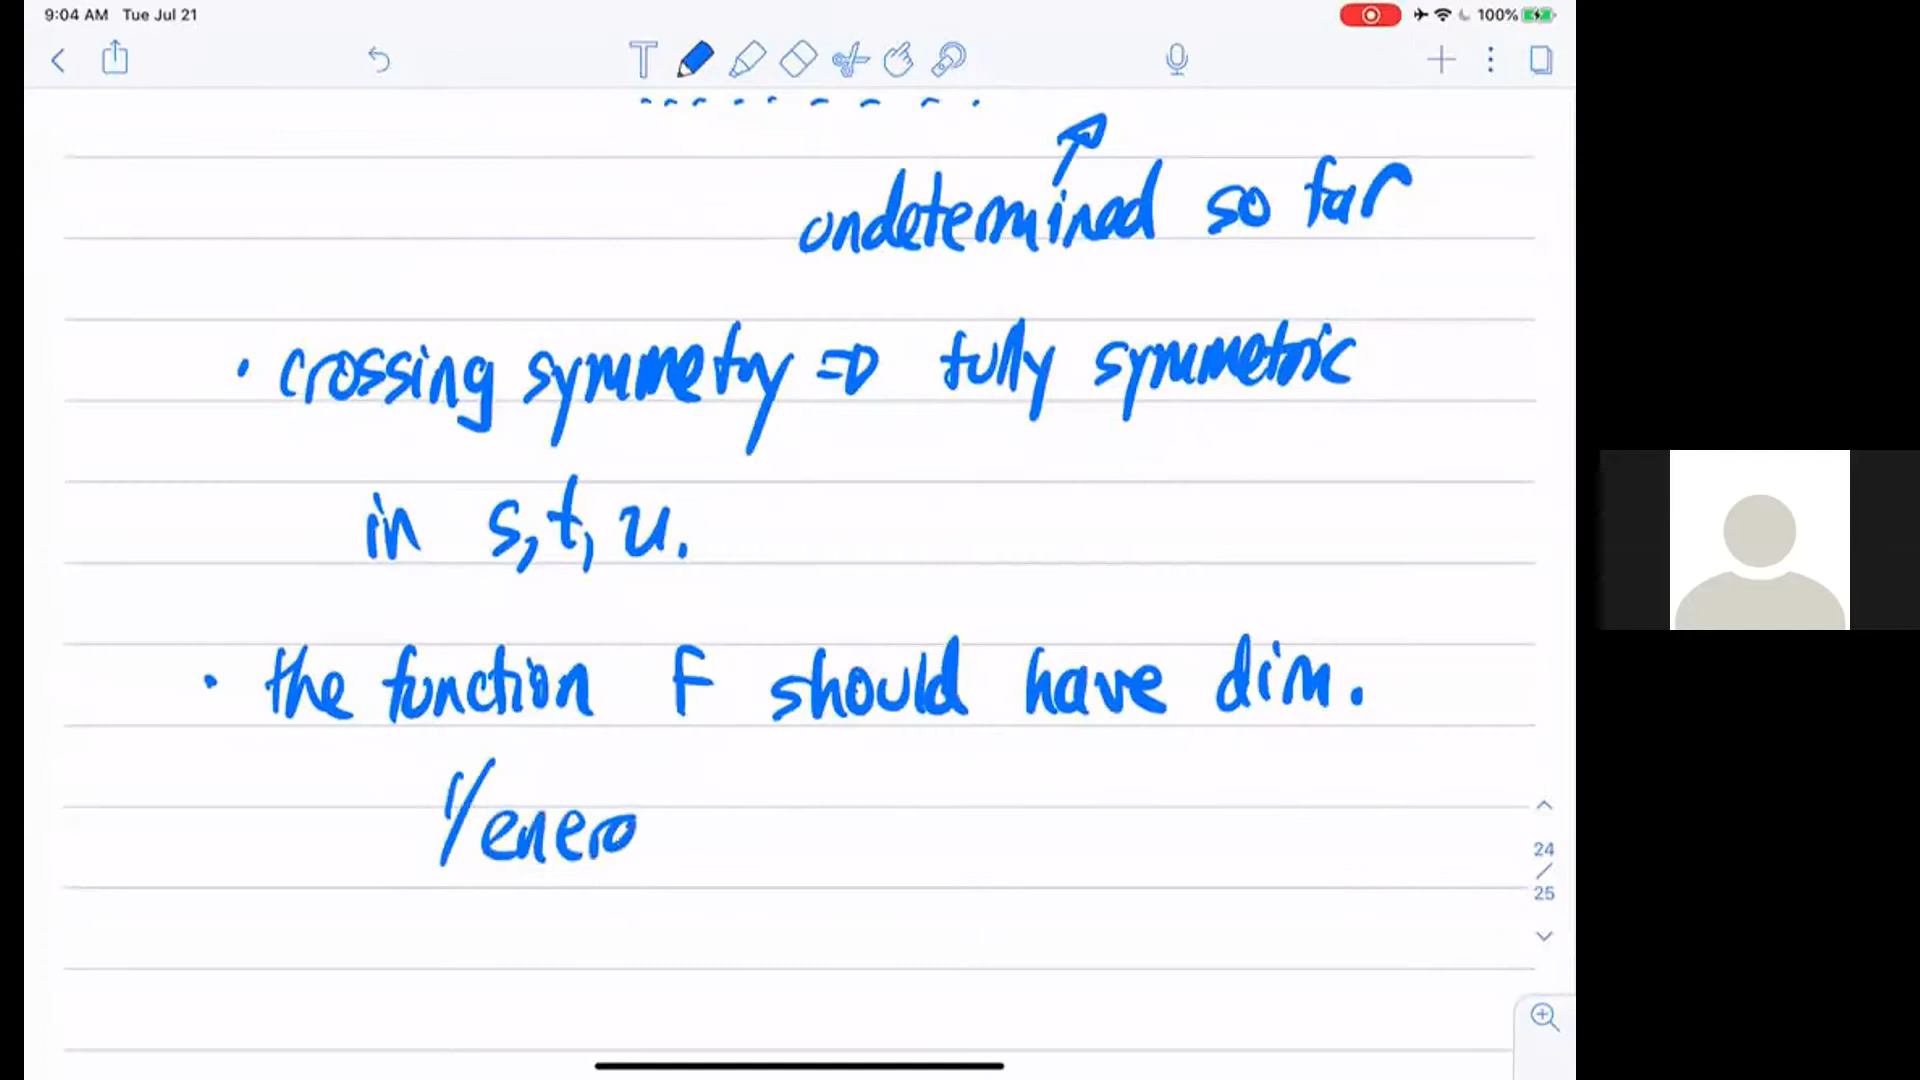 9:04 AM Tue Jul 21
100%
T
undetermined so far
· crossing symmetry => fully symmetric
in s, t, u.
· the function F should have dim.
1/enero
24
/
25